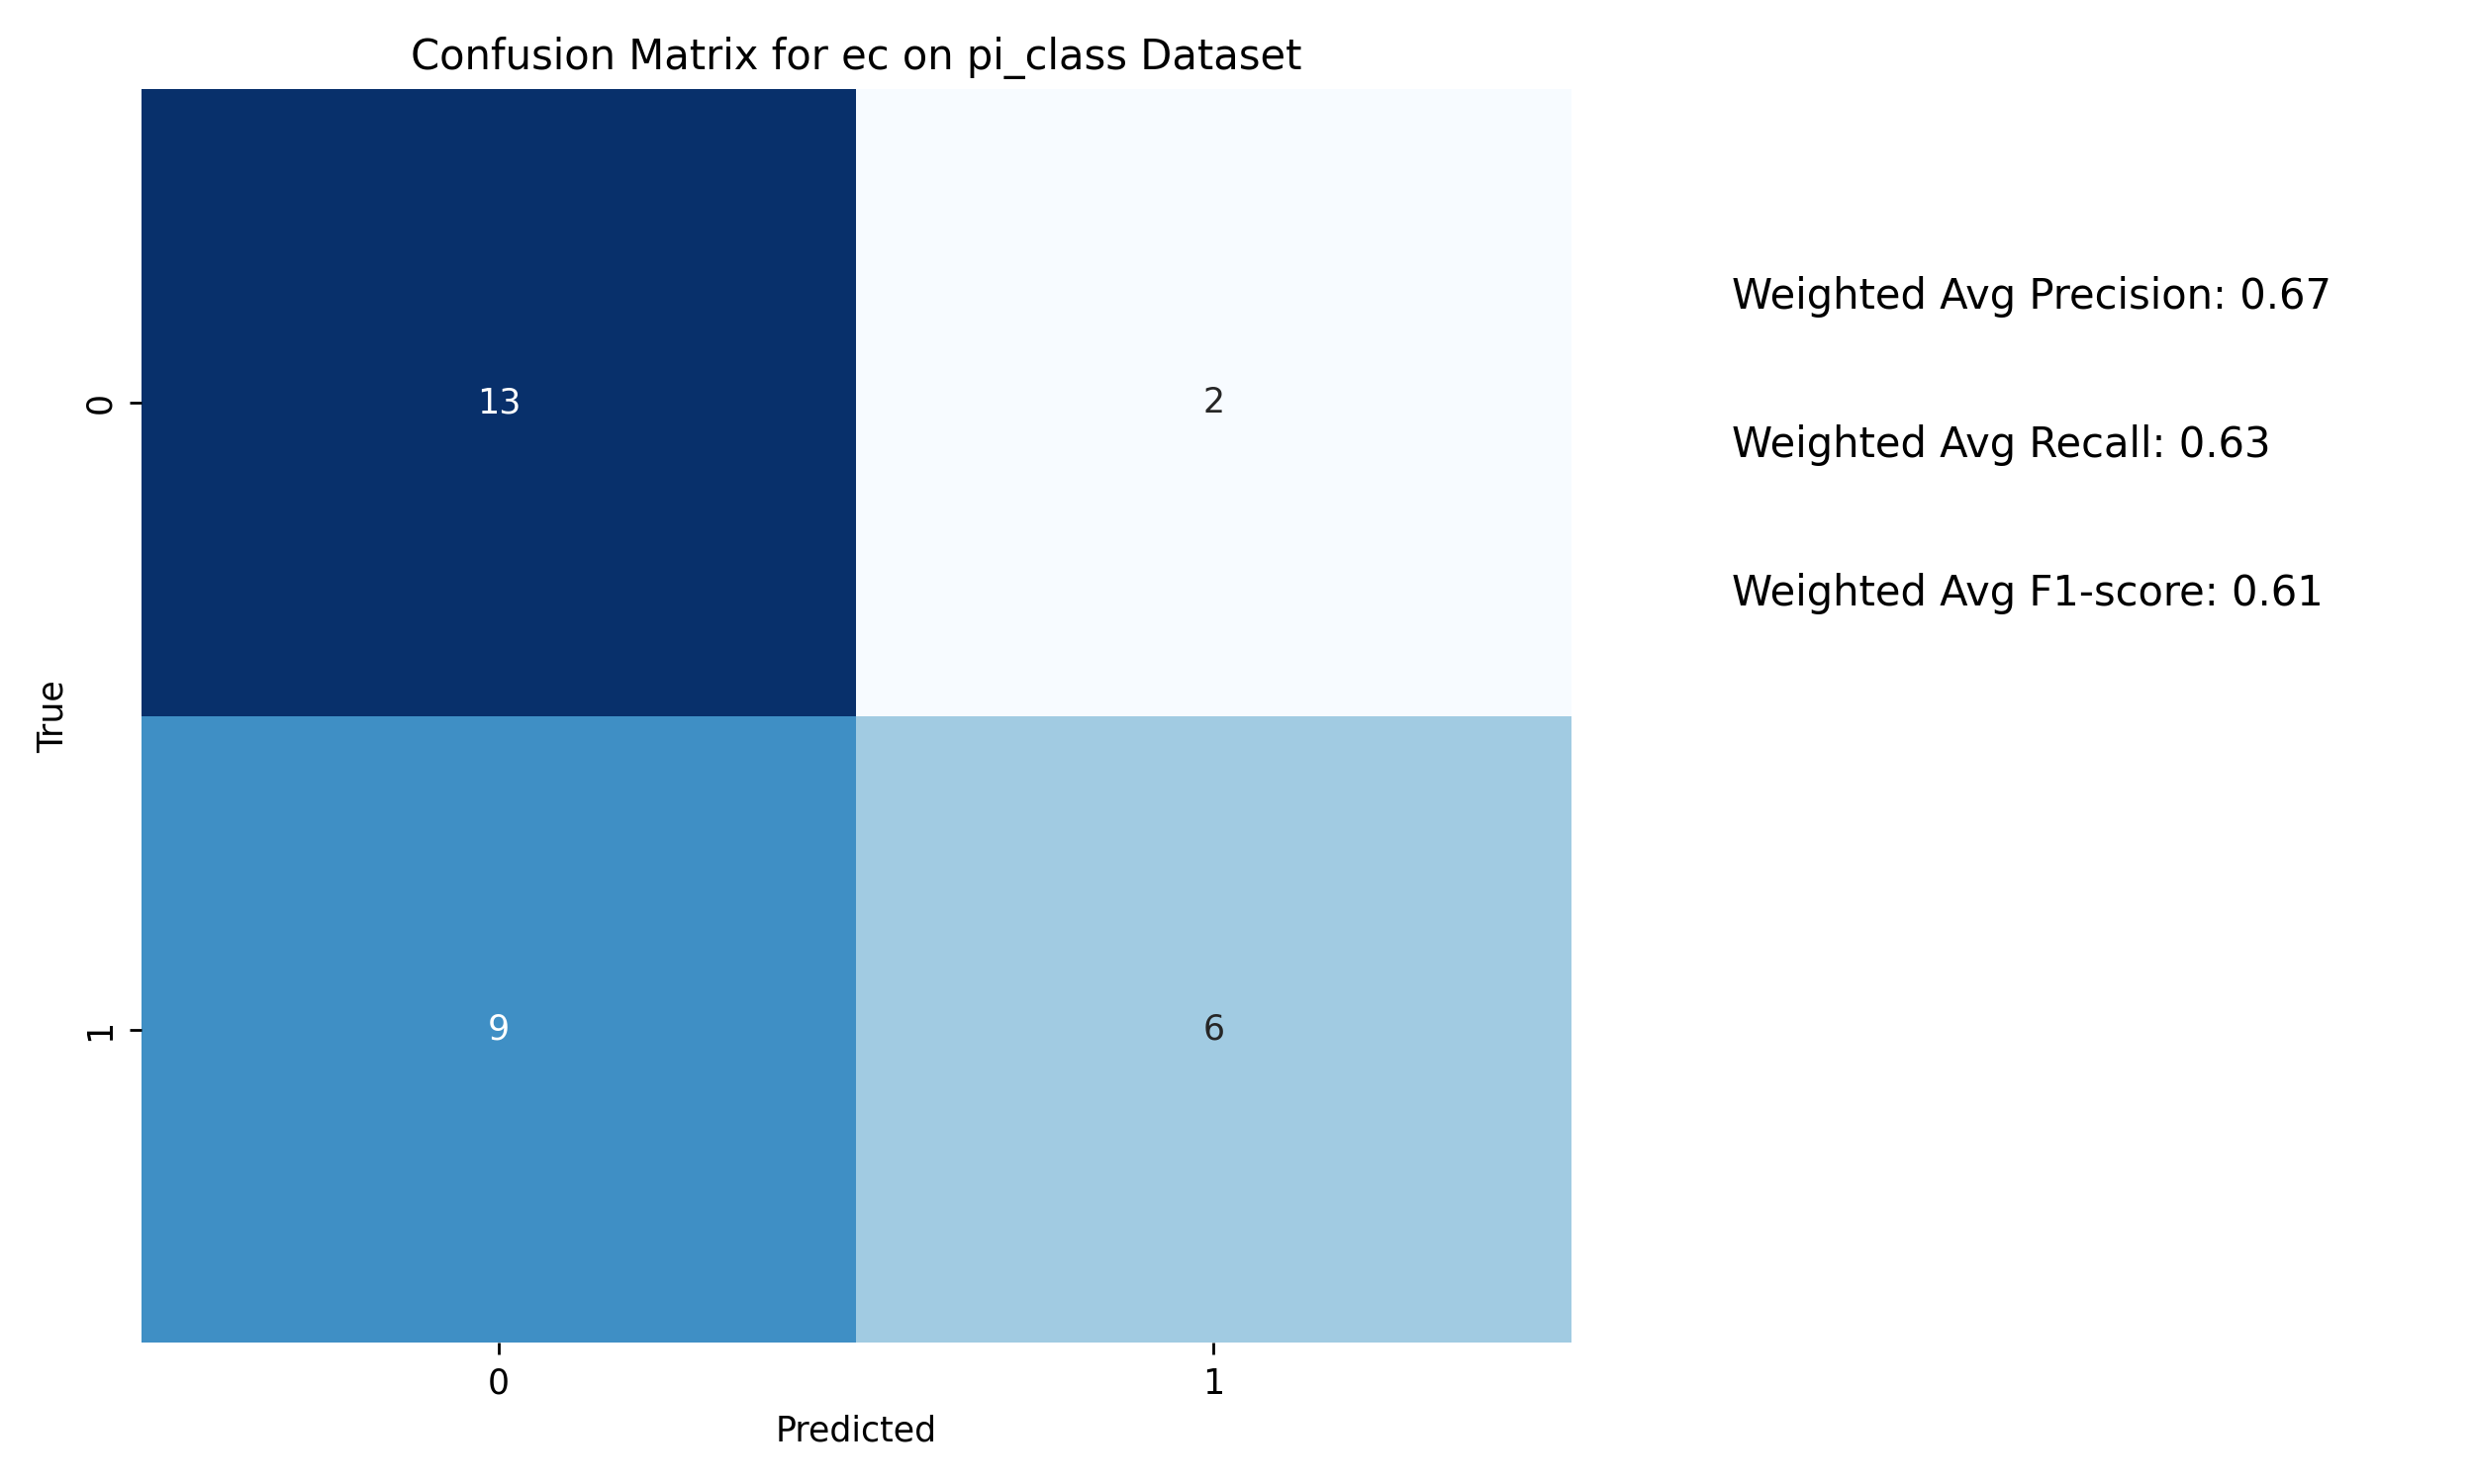 Confusion Matrix for ec on pi_class Dataset
Weighted Avg Precision: 0.67
Weighted Avg Recall: 0.63
Weighted Avg F1-score: 0.61
True
0
13
2
1
9
6
0
1
Predicted